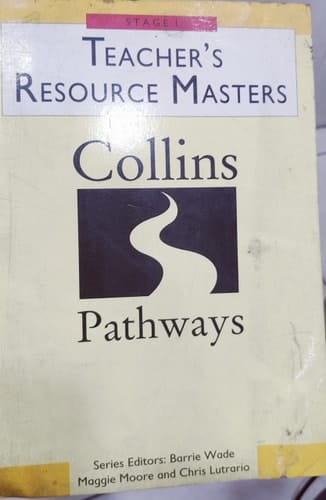 STAGE 1
TEACHER'S
RESOURCE MASTERS
Collins
Pathways
Series Editors: Barrie Wade
Maggie Moore and Chris Lutrario